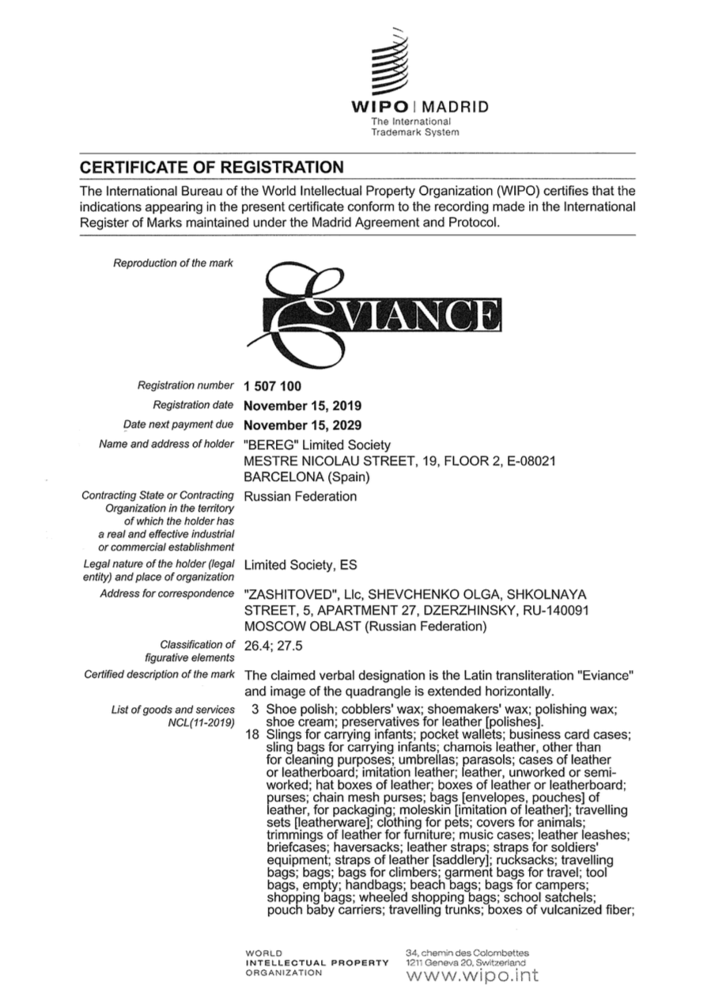 WIPO | MADRID
The International
Trademark System
CERTIFICATE OF REGISTRATION
The International Bureau of the World Intellectual Property Organization (WIPO) certifies that the
indications appearing in the present certificate conform to the recording made in the International
Register of Marks maintained under the Madrid Agreement and Protocol.
Reproduction of the mark
EVIANCE
Registration number 1 507 100
Registration date November 15, 2019
Date next payment due November 15, 2029
Name and address of holder "BEREG" Limited Society
MESTRE NICOLAU STREET, 19, FLOOR 2, E-08021
BARCELONA (Spain)
Contracting State or Contracting Russian Federation
Organization in the territory
of which the holder has
a real and effective industrial
or commercial establishment
Legal nature of the holder (legal Limited Society, ES
entity) and place of organization
Address for correspondence "ZASHITOVED", Llc, SHEVCHENKO OLGA, SHKOLNAYA
STREET, 5, APARTMENT 27, DZERZHINSKY, RU-140091
MOSCOW OBLAST (Russian Federation)
Classification of 26.4; 27.5
figurative elements
Certified description of the mark The claimed verbal designation is the Latin transliteration "Eviance"
and image of the quadrangle is extended horizontally.
List of goods and services 3 Shoe polish; cobblers' wax; shoemakers' wax; polishing wax;
NCL(11-2019) shoe cream; preservatives for leather [polishes].
18 Slings for carrying infants; pocket wallets; business card cases;
sling bags for carrying infants; chamois leather, other than
for cleaning purposes; umbrellas; parasols; cases of leather
or leatherboard; imitation leather; leather, unworked or semi-
worked; hat boxes of leather; boxes of leather or leatherboard;
purses; chain mesh purses; bags [envelopes, pouches] of
leather, for packaging; moleskin [imitation of leather]; travelling
sets [leatherware]; clothing for pets; covers for animals;
trimmings of leather for furniture; music cases; leather leashes;
briefcases; haversacks; leather straps; straps for soldiers'
equipment; straps of leather [saddlery]; rucksacks; travelling
bags; bags; bags for climbers; garment bags for travel; tool
bags, empty; handbags; beach bags; bags for campers;
shopping bags; wheeled shopping bags; school satchels;
pouch baby carriers; travelling trunks; boxes of vulcanized fiber;
WORLD
INTELLECTUAL PROPERTY
ORGANIZATION
34, chemin des Colombettes
1211 Geneva 20, Switzerland
www.wipo.int